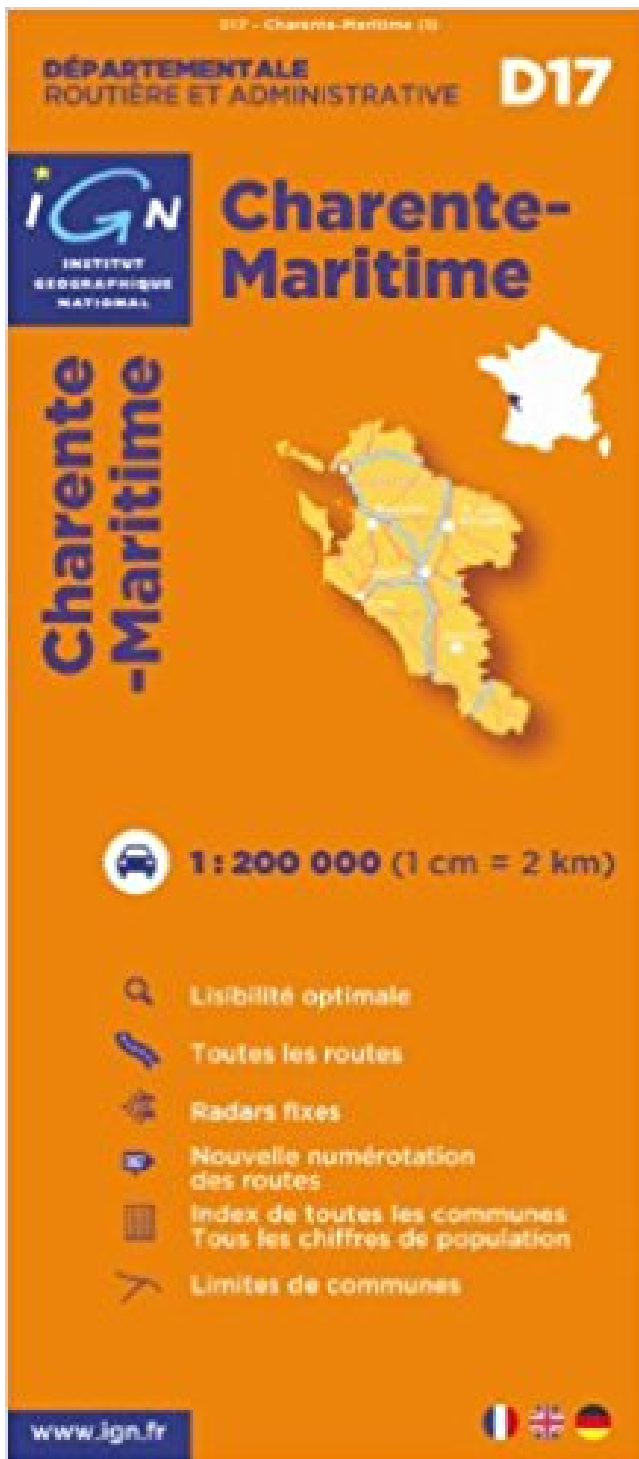 D17 - Charente-Maritime (3)
DÉPARTEMENTALE
ROUTIÈRE ET ADMINISTRATIVE
D17
iGN
INSTITUT
GÉOGRAPHIQUE
NATIONAL
Charente-
Maritime
Charente
-Maritime
1 : 200 000 (1 cm = 2 km)
Lisibilité optimale
Toutes les routes
Radars fixes
Nouvelle numérotation
des routes
Index de toutes les communes
Tous les chiffres de population
Limites de communes
www.ign.fr